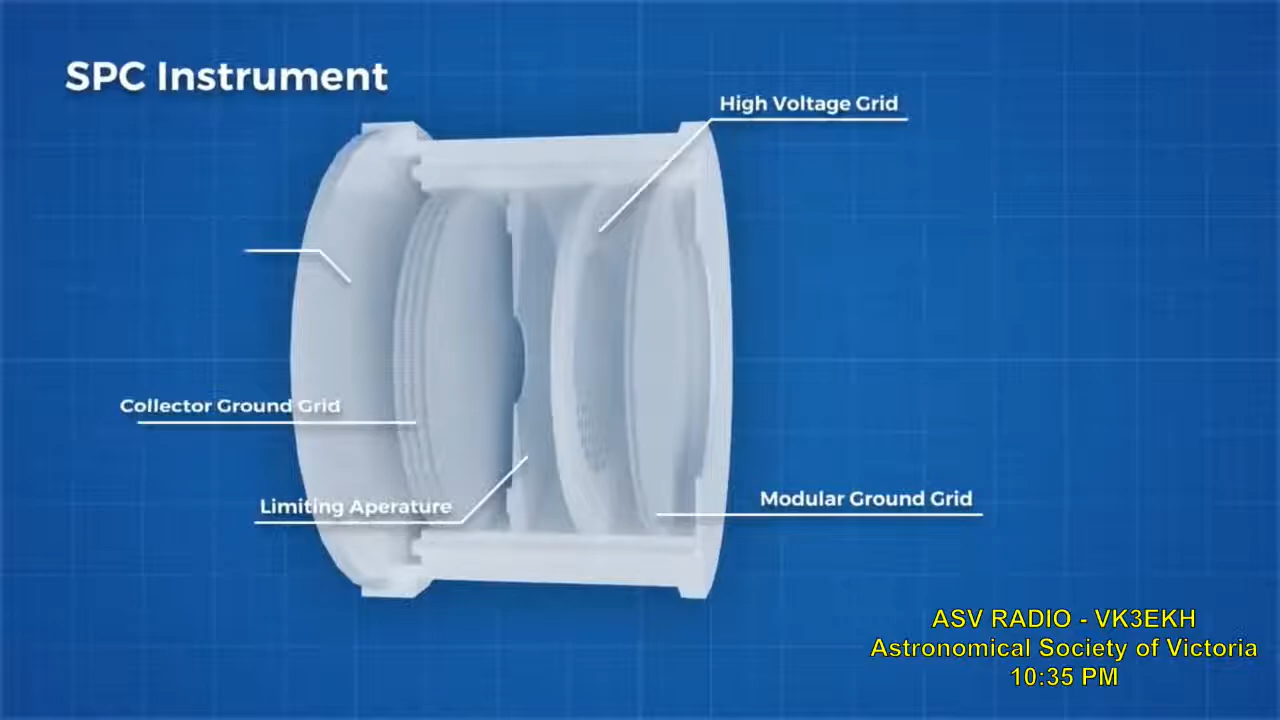 SPC Instrument
High Voltage Grid
Collector Ground Grid
Limiting Aperature
Modular Ground Grid
ASV RADIO - VK3EKH
Astronomical Society of Victoria
10:35 PM